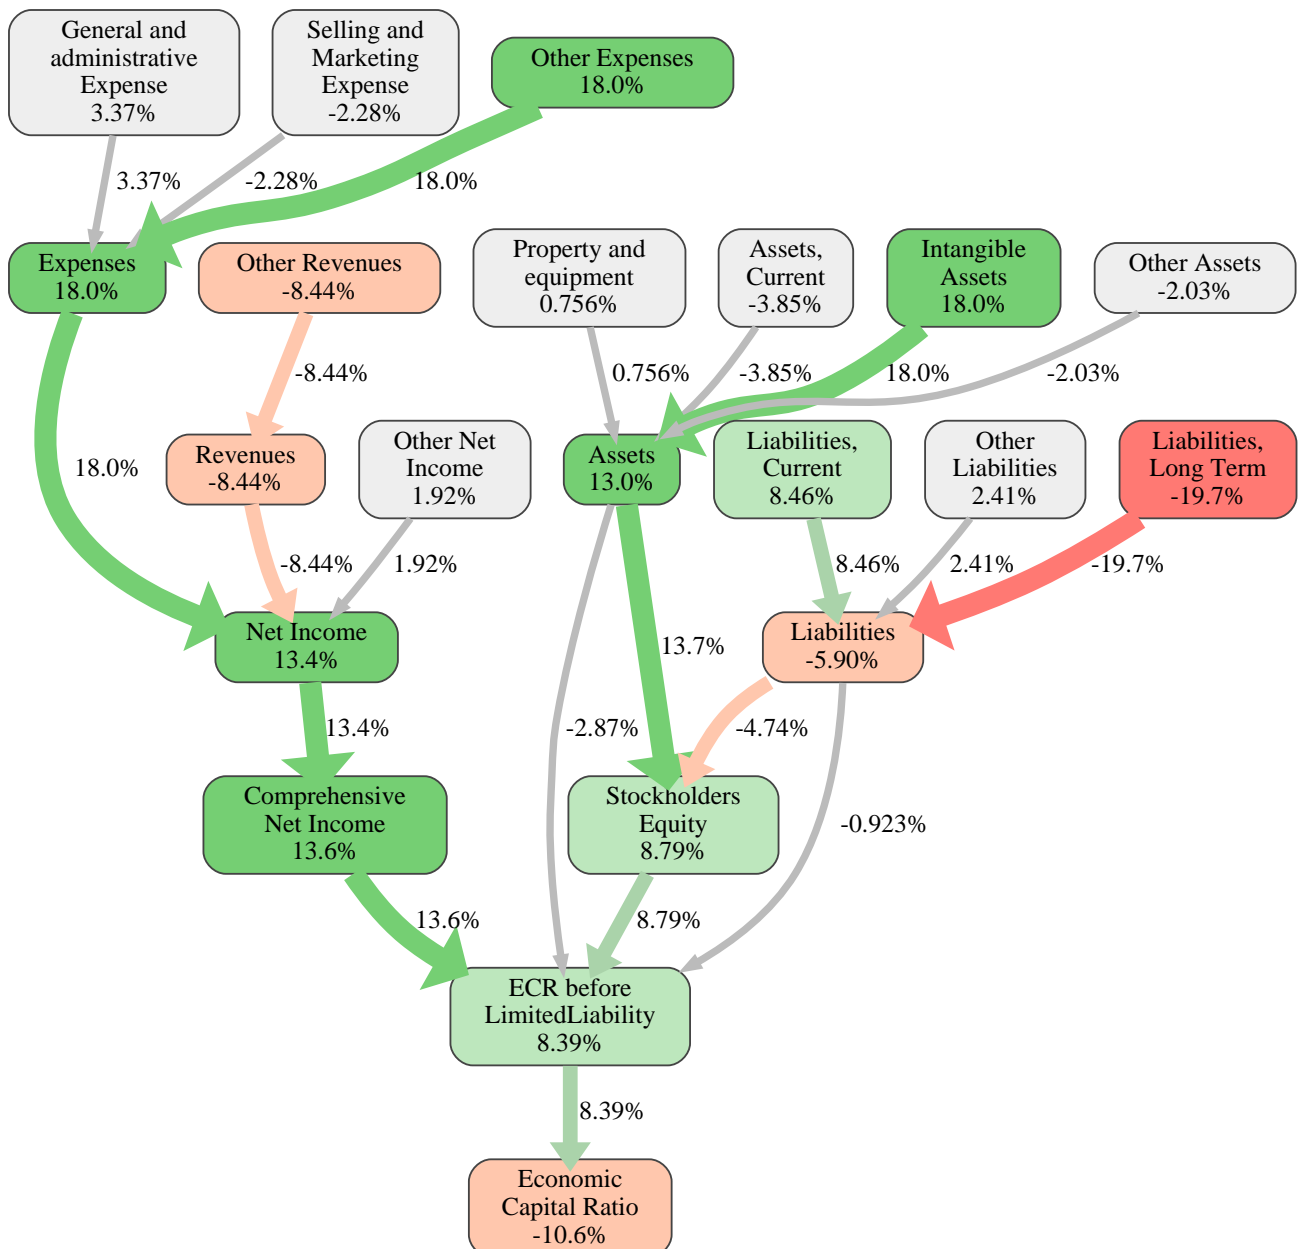 General and
administrative
Expense
3.37%
Selling and
Marketing
Expense
-2.28%
Other Expenses
18.0%
3.37%
-2.28%
18.0%
Expenses
18.0%
Other Revenues
-8.44%
Property and
equipment
0.756%
Assets,
Current
-3.85%
Intangible
Assets
18.0%
Other Assets
-2.03%
-8.44%
0.756%
-3.85%
18.0%
-2.03%
18.0%
Revenues
-8.44%
Other Net
Income
1.92%
Assets
13.0%
Liabilities,
Current
8.46%
Other
Liabilities
2.41%
Liabilities,
Long Term
-19.7%
-8.44%
1.92%
8.46%
2.41%
-19.7%
Net Income
13.4%
13.7%
Liabilities
-5.90%
13.4%
-2.87%
-4.74%
Comprehensive
Net Income
13.6%
Stockholders
Equity
8.79%
-0.923%
13.6%
8.79%
ECR before
LimitedLiability
8.39%
8.39%
Economic
Capital Ratio
-10.6%